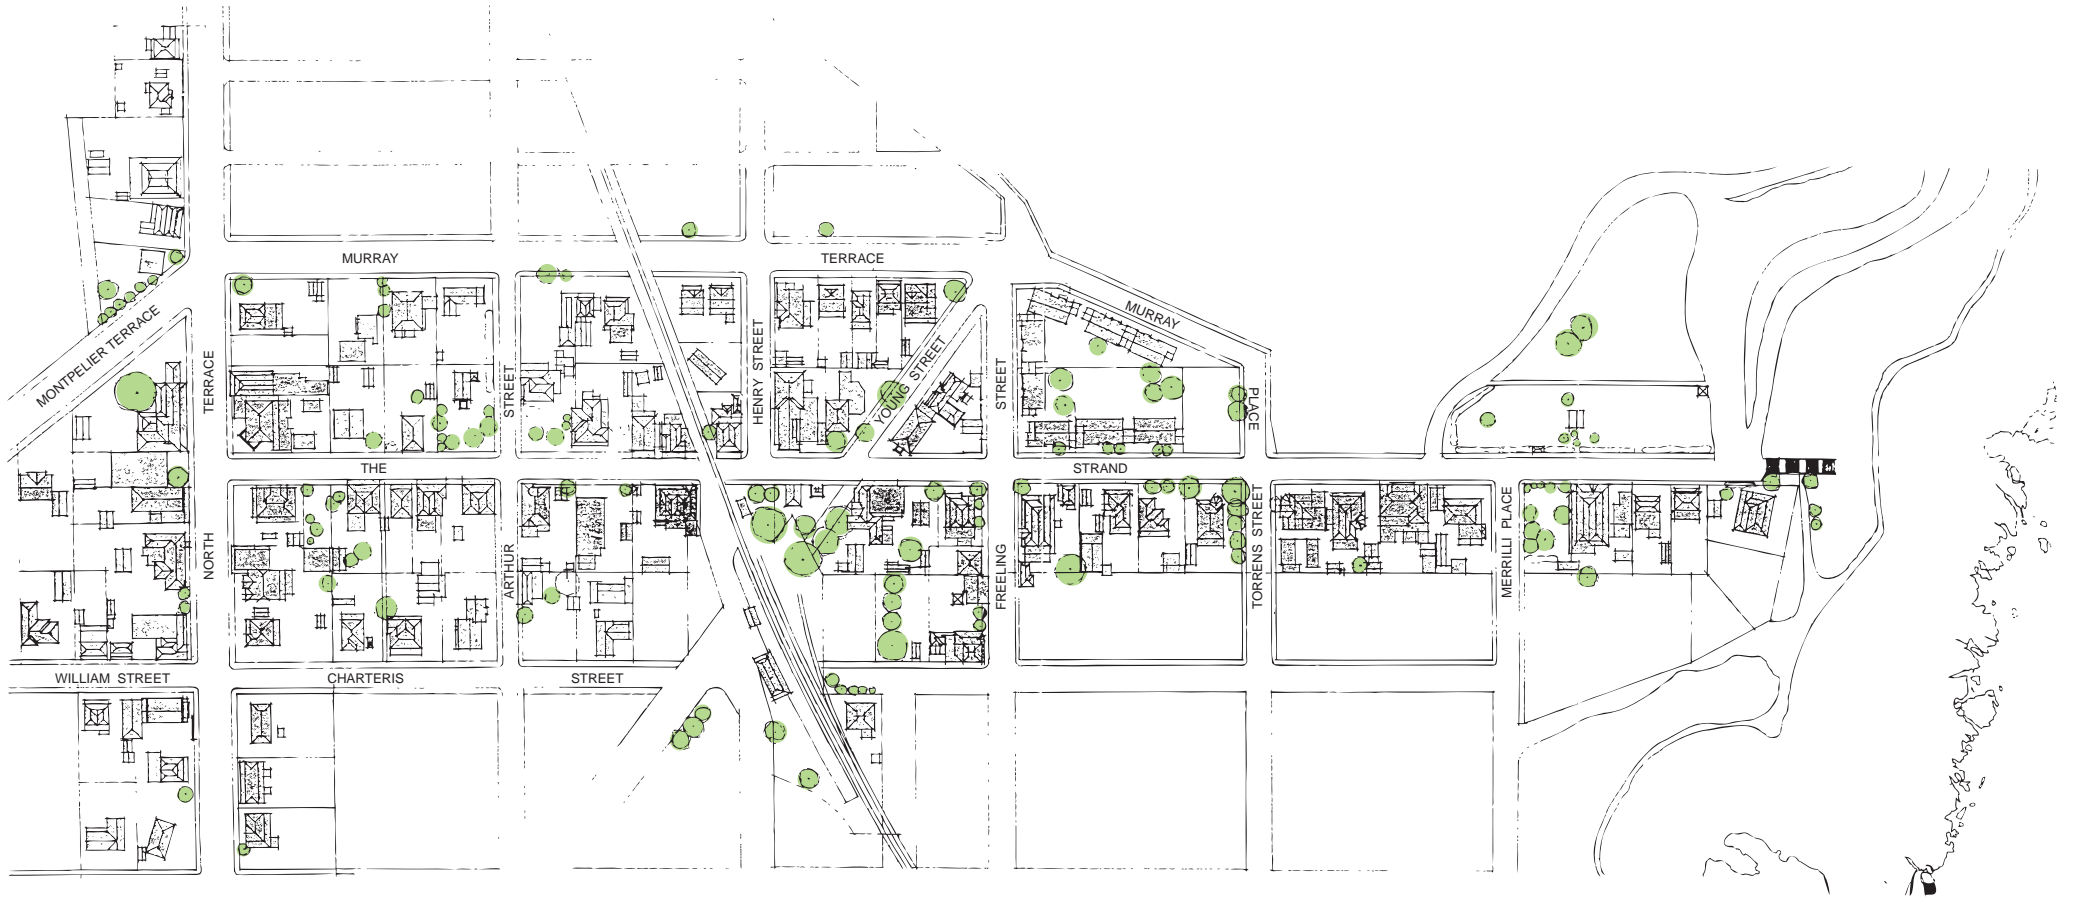 MURRAY TERRACE
MURRAY
PLACE
MONTPELIER TERRACE
NORTH TERRACE
ARTHUR STREET
HENRY STREET
YOUNG STREET
FREELING STREET
THE STRAND
TORRENS STREET
MERRILLI PLACE
WILLIAM STREET
CHARTERIS STREET